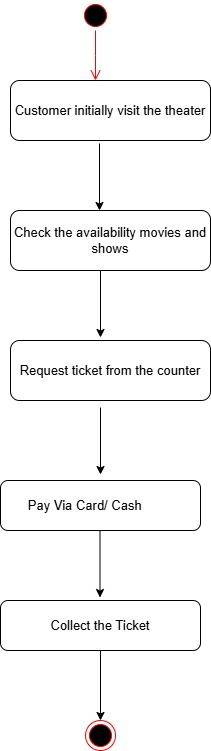 Customer initially visit the theater
Check the availability movies and
shows
Request ticket from the counter
Pay Via Card/ Cash
Collect the Ticket